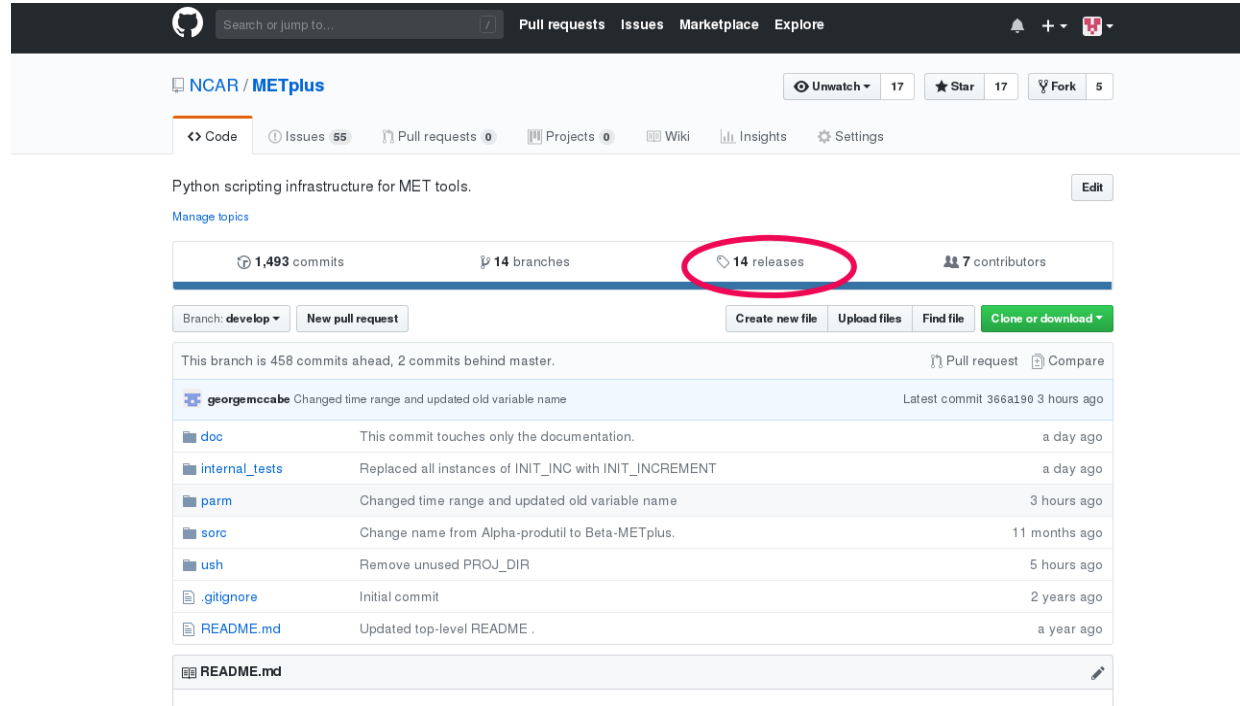 Search or jump to... / Pull requests Issues Marketplace Explore
NCAR / METplus Unwatch 17 Star 17 Fork 5
Code Issues 55 Pull requests 0 Projects 0 Wiki Insights Settings
Python scripting infrastructure for MET tools. Edit
Manage topics
1,493 commits 14 branches 14 releases 7 contributors
Branch: develop New pull request Create new file Upload files Find file Clone or download
This branch is 458 commits ahead, 2 commits behind master. Pull request Compare
georgemccabe Changed time range and updated old variable name Latest commit 366a190 3 hours ago
doc This commit touches only the documentation. a day ago
internal_tests Replaced all instances of INIT_INC with INIT_INCREMENT a day ago
parm Changed time range and updated old variable name 3 hours ago
sorc Change name from Alpha-produtil to Beta-METplus. 11 months ago
ush Remove unused PROJ_DIR 5 hours ago
.gitignore Initial commit 2 years ago
README.md Updated top-level README . a year ago
README.md